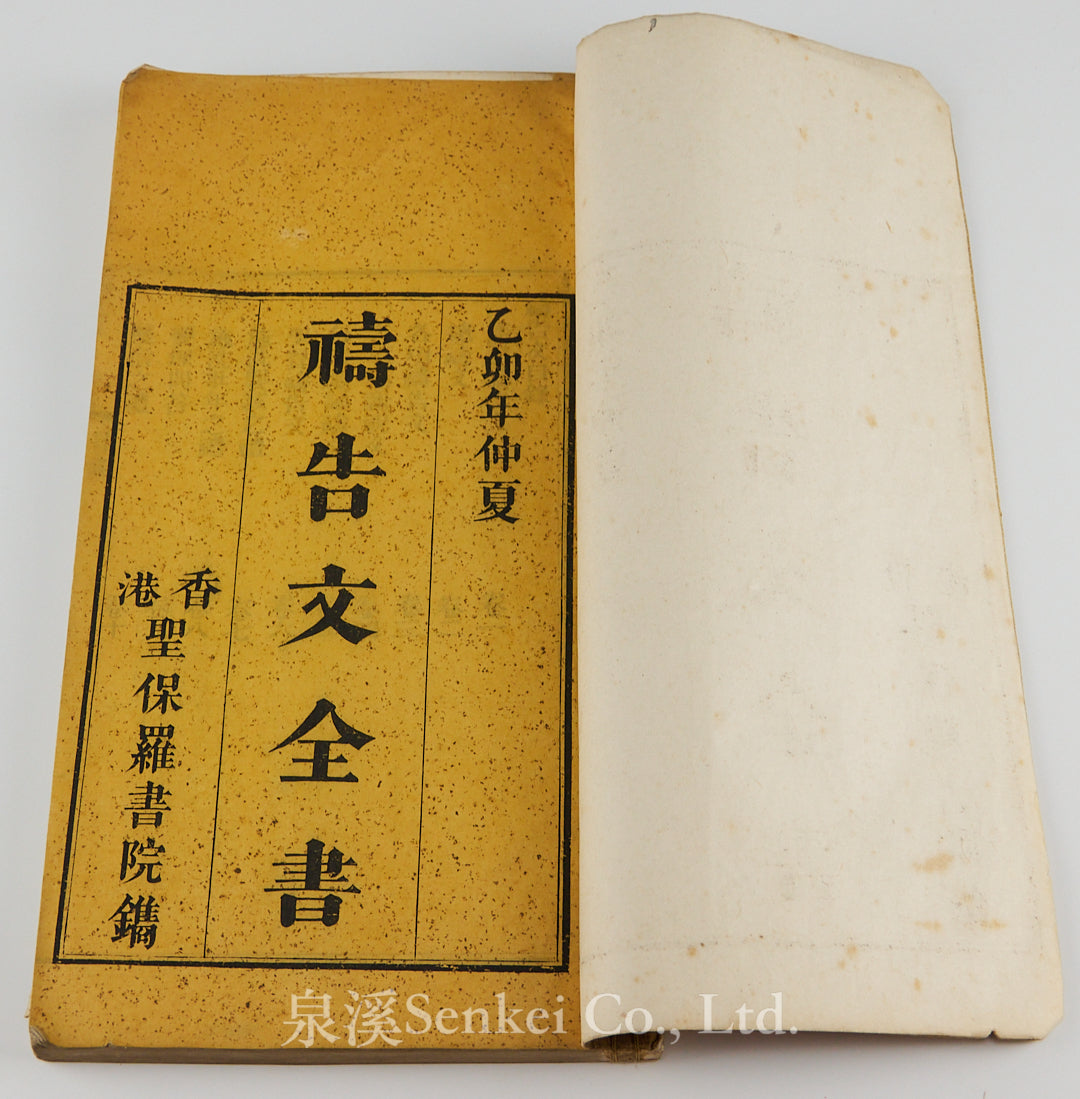 乙卯年仲夏
禱告文全書
香港
聖保羅書院鐫
泉溪Senkei Co., Ltd.